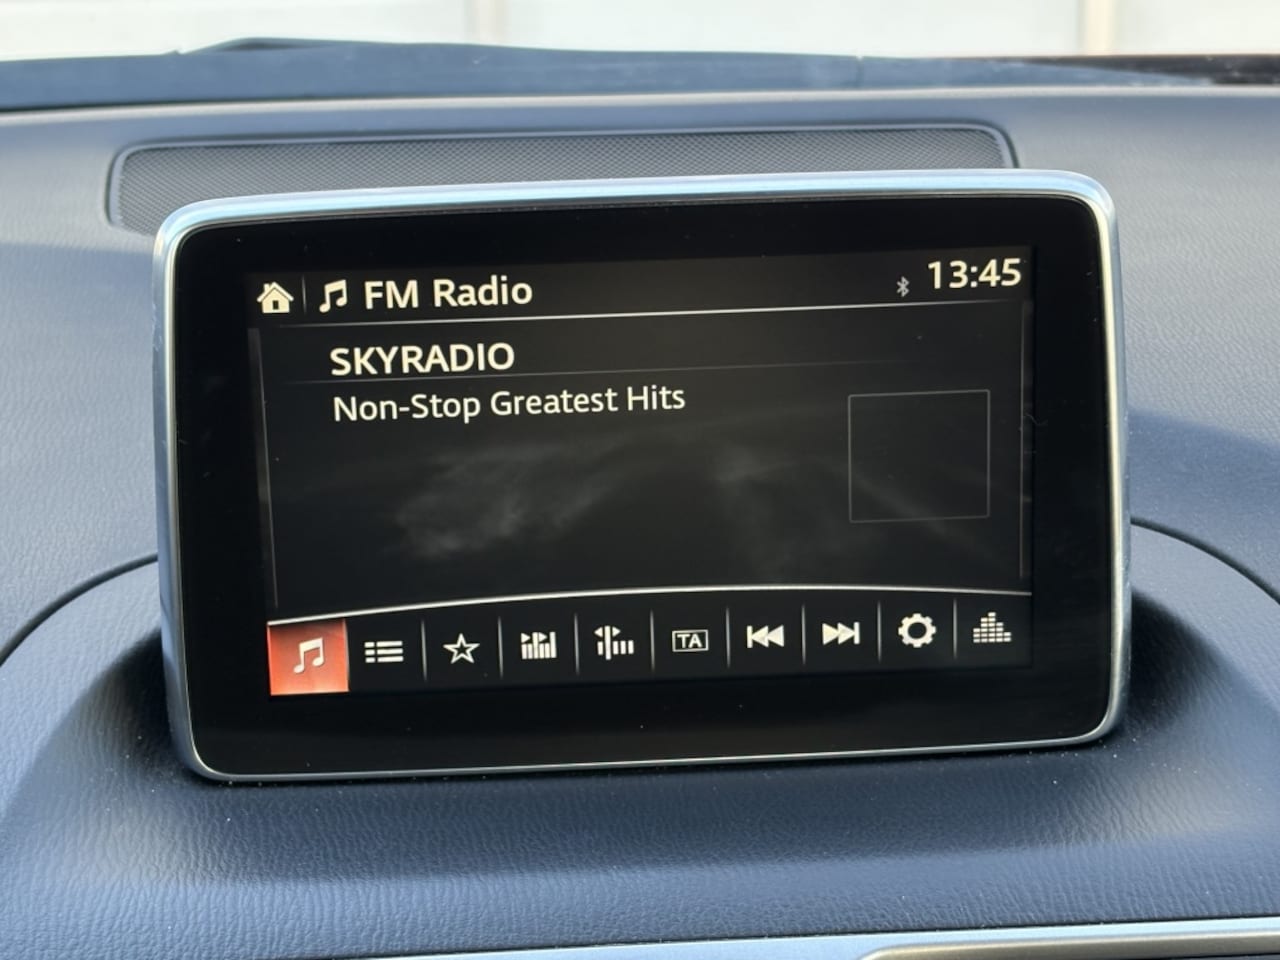 FM Radio
13:45
SKYRADIO
Non-Stop Greatest Hits
TA